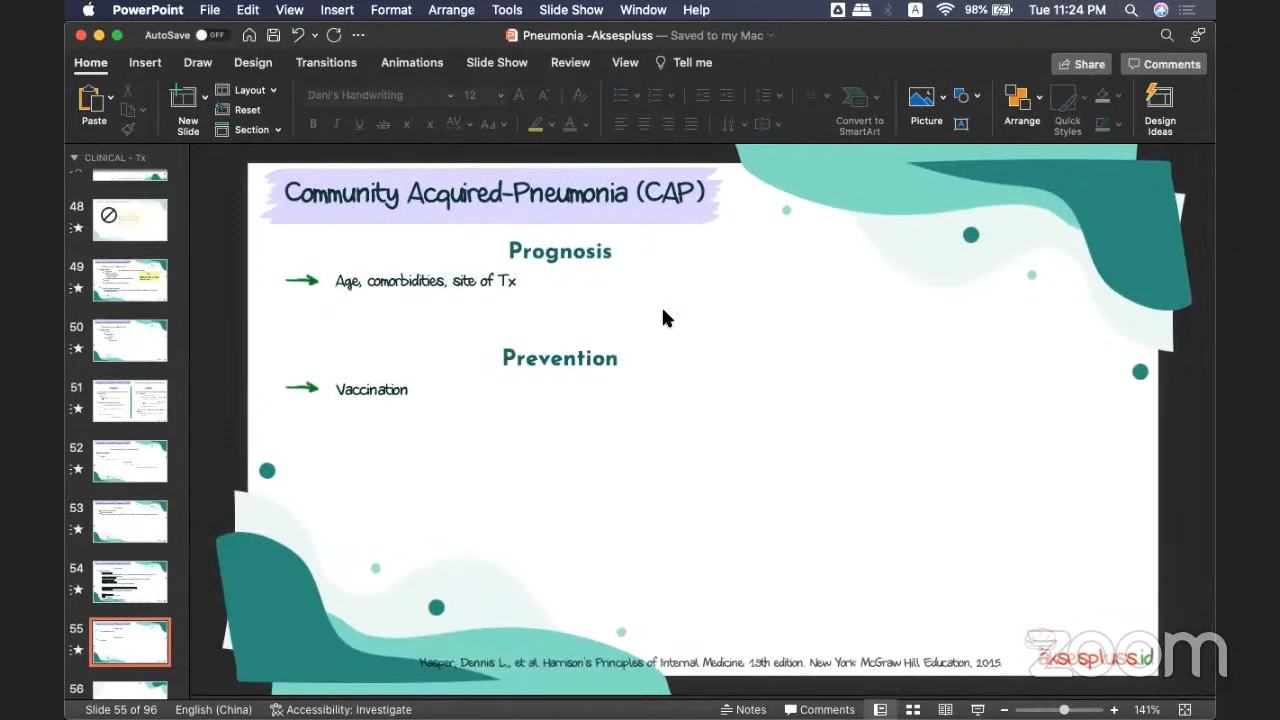 PowerPoint File Edit View Insert Format Arrange Tools Slide Show Window Help A 98% Tue 11:24 PM
AutoSave OFF Pneumonia -Aksespluss — Saved to my Mac
Home Insert Draw Design Transitions Animations Slide Show Review View Tell me Share Comments
Paste New Slide Layout Reset Section Dani's Handwriting 12 Convert to SmartArt Picture Arrange Quick Styles Design Ideas
CLINICAL - Tx
48
49
50
51
52
53
54
55
56
Community Acquired-Pneumonia (CAP)
Prognosis
Age, comorbidities, site of Tx
Prevention
Vaccination
Kasper, Dennis L., et al. Harrison's Principles of Internal Medicine. 19th edition. New York: McGraw Hill Education, 2015.
aksespluss.id
zoom
Slide 55 of 96 English (China) Accessibility: Investigate Notes Comments 141%